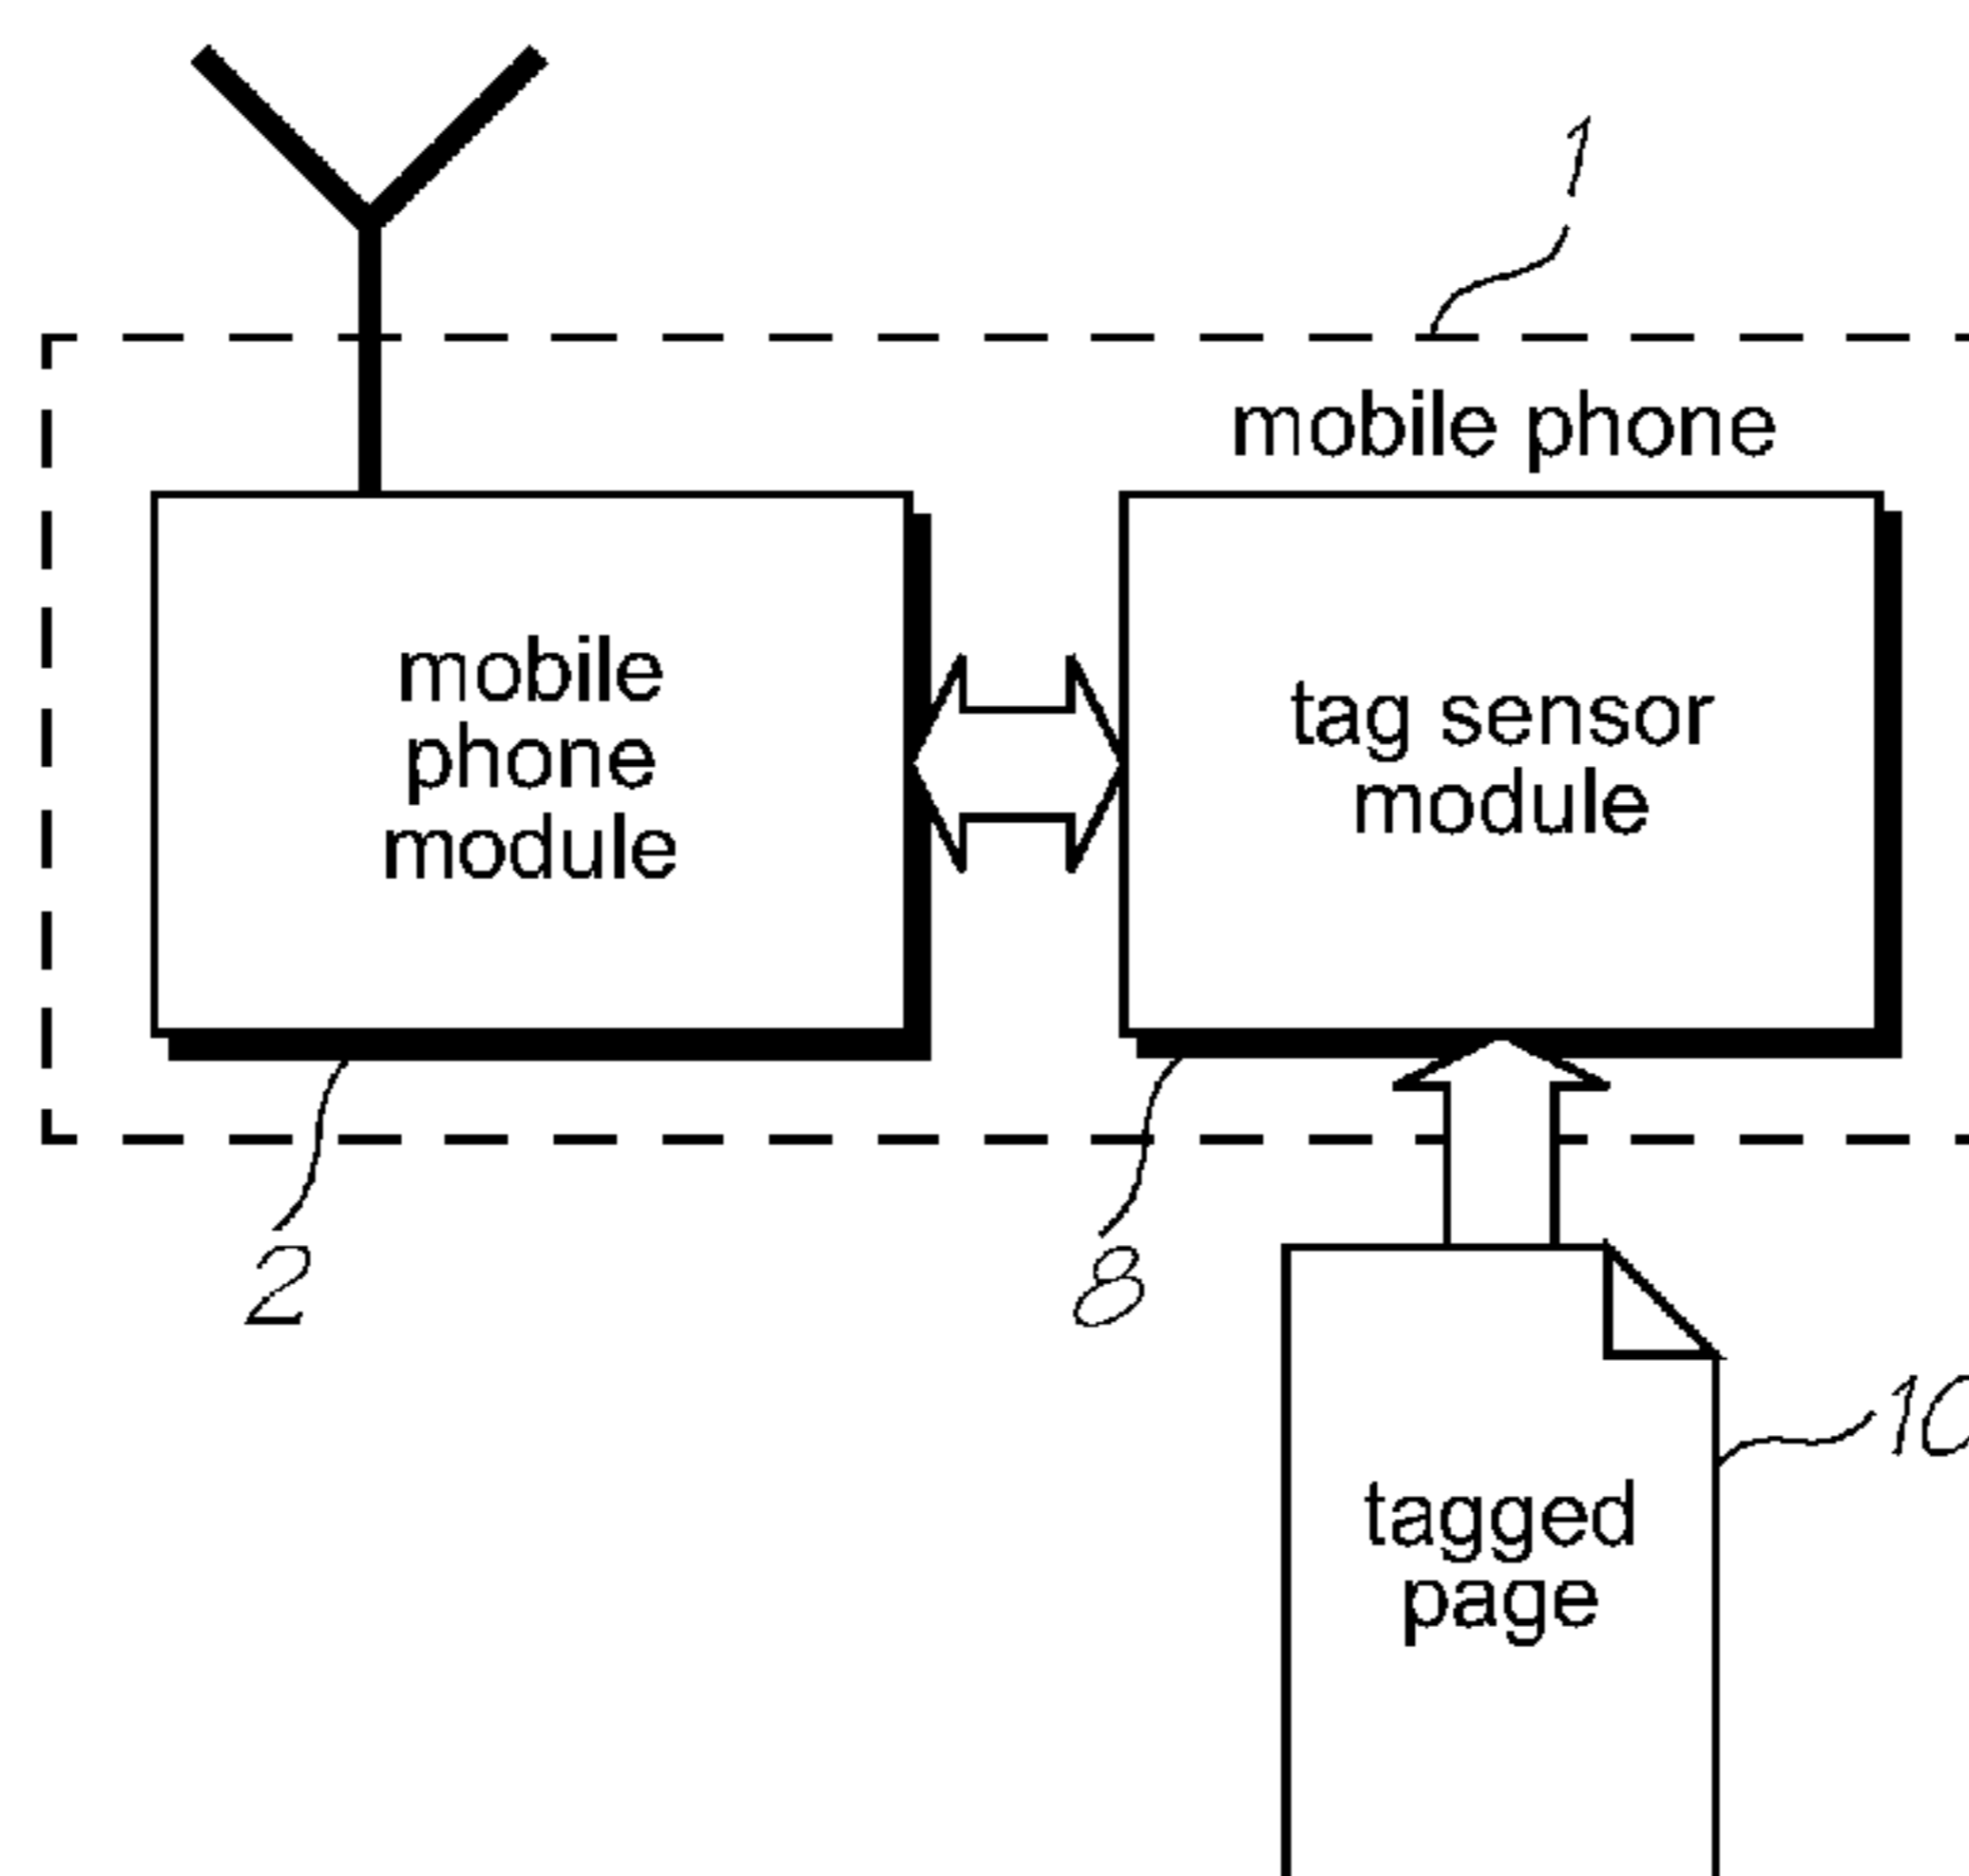 1
mobile phone
mobile
phone
module
tag sensor
module
2
8
10
tagged
page